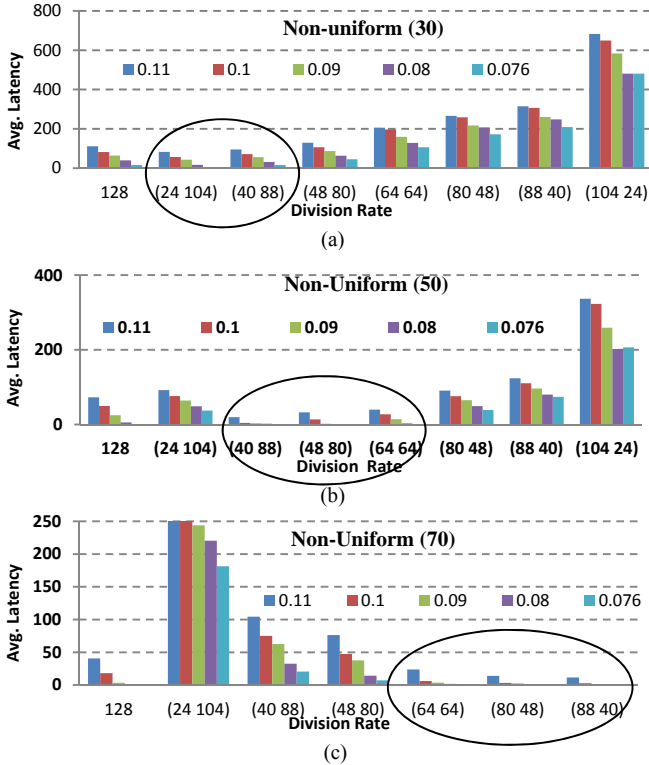 Non-uniform (30)
0.11 0.1 0.09 0.08 0.076
Avg. Latency
800
600
400
200
0
128 (24 104) (40 88) (48 80) (64 64) (80 48) (88 40) (104 24)
Division Rate
(a)
Non-Uniform (50)
0.11 0.1 0.09 0.08 0.076
Avg. Latency
400
200
0
128 (24 104) (40 88) (48 80) (64 64) (80 48) (88 40) (104 24)
Division Rate
(b)
Non-Uniform (70)
0.11 0.1 0.09 0.08 0.076
Avg. Latency
250
200
150
100
50
0
128 (24 104) (40 88) (48 80) (64 64) (80 48) (88 40)
Division Rate
(c)